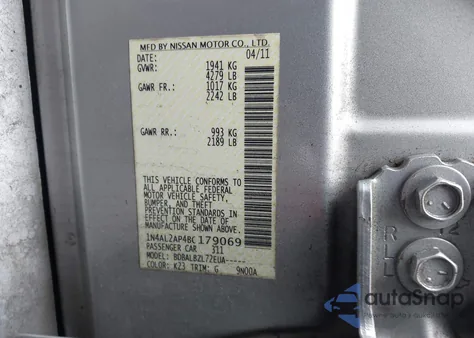 MFD BY NISSAN MOTOR CO., LTD.
DATE: 04/11
GVWR: 1941 KG
4279 LB
GAWR FR.: 1017 KG
2242 LB
GAWR RR.: 993 KG
2189 LB
THIS VEHICLE CONFORMS TO
ALL APPLICABLE FEDERAL
MOTOR VEHICLE SAFETY,
BUMPER, AND THEFT
PREVENTION STANDARDS IN
EFFECT ON THE DATE OF
MANUFACTURE SHOWN ABOVE.
1N4AL2AP4BC179069
PASSENGER CAR 311
MODEL: BDBALBZL72EUA-----
COLOR: K23 TRIM: G 9N00A
R
L
autoSnap